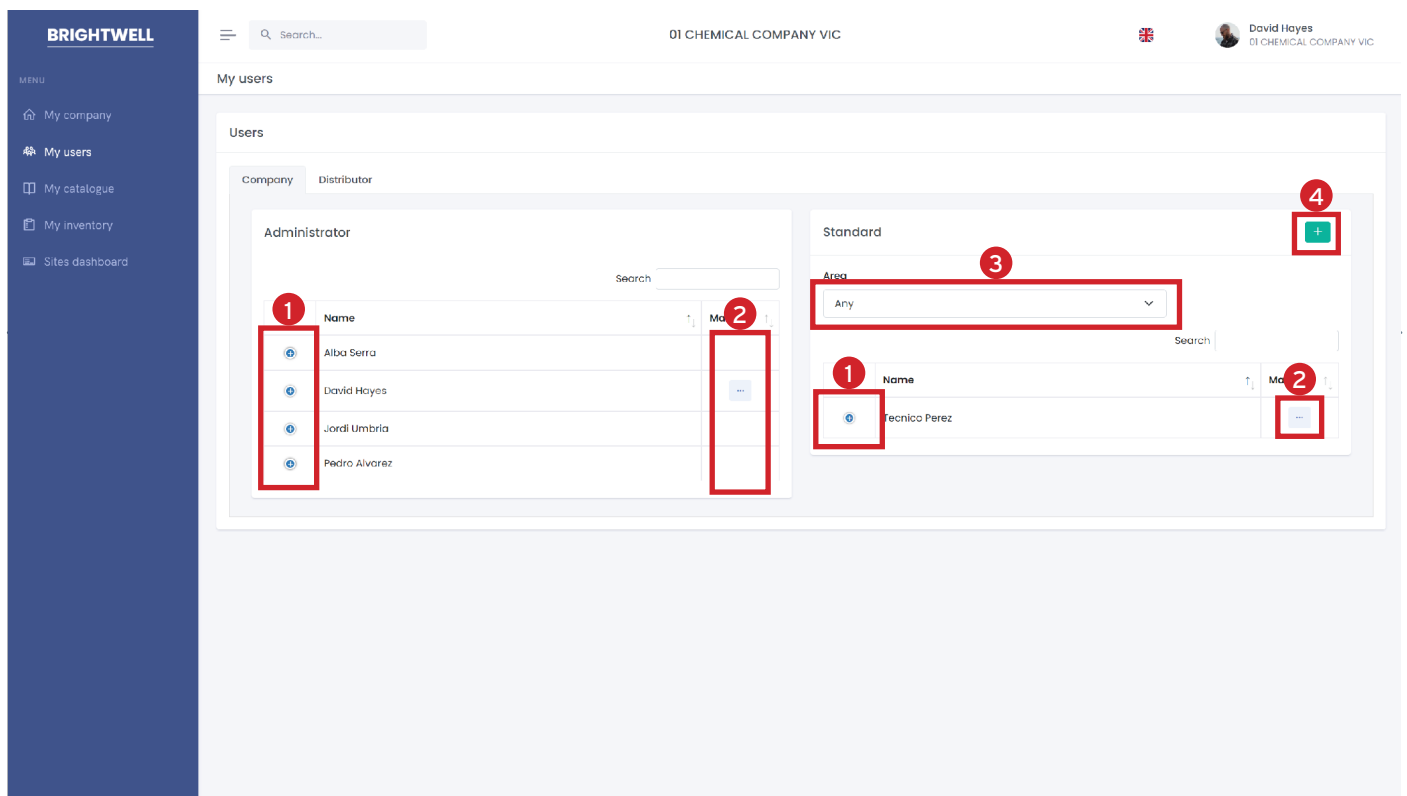 BRIGHTWELL
Search...
01 CHEMICAL COMPANY VIC
David Hayes
01 CHEMICAL COMPANY VIC
MENU
My company
My users
My catalogue
My inventory
Sites dashboard
My users
Users
Company Distributor
Administrator
Search
1
Name
Ma
2
Alba Serra
David Hayes
...
Jordi Umbria
Pedro Alvarez
Standard
4
+
3
Area
Any
Search
1
Name
Ma
2
Tecnico Perez
...